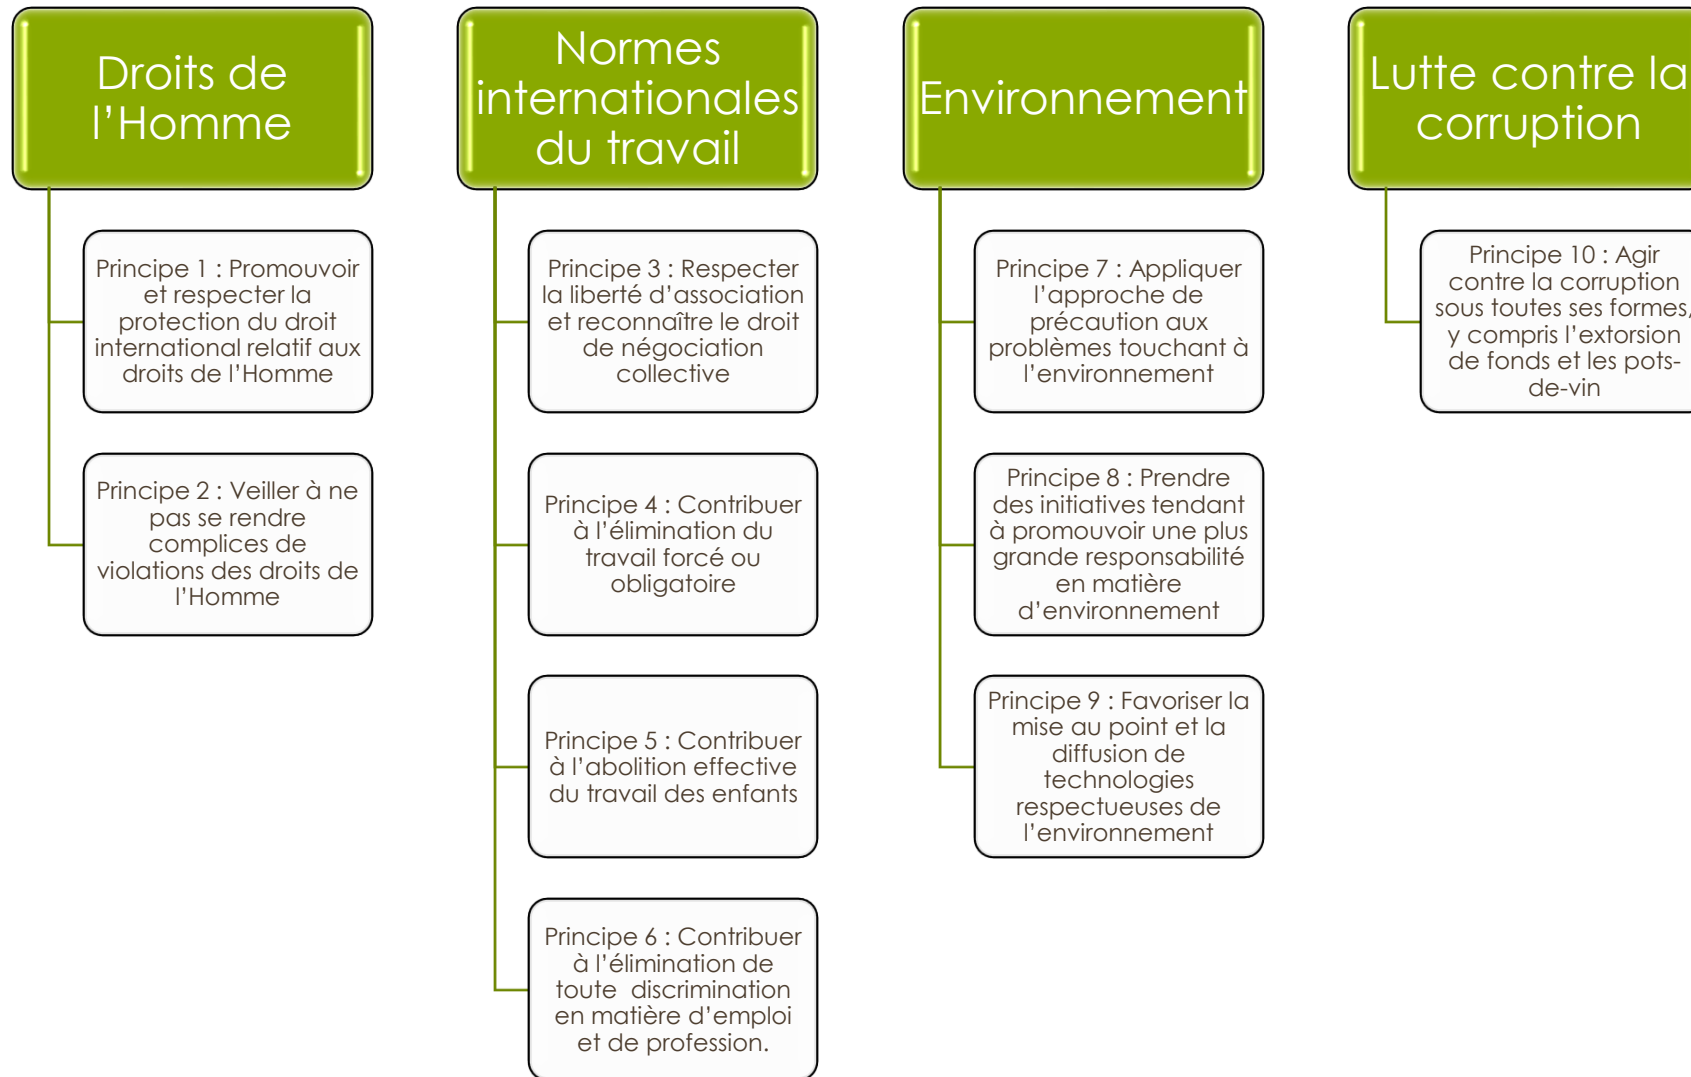 Droits de
l’Homme
Principe 1 : Promouvoir
et respecter la
protection du droit
international relatif aux
droits de l’Homme
Principe 2 : Veiller à ne
pas se rendre
complices de
violations des droits de
l’Homme
Normes
internationales
du travail
Principe 3 : Respecter
la liberté d’association
et reconnaître le droit
de négociation
collective
Principe 4 : Contribuer
à l’élimination du
travail forcé ou
obligatoire
Principe 5 : Contribuer
à l’abolition effective
du travail des enfants
Principe 6 : Contribuer
à l’élimination de
toute  discrimination
en matière d’emploi
et de profession.
Environnement
Principe 7 : Appliquer
l’approche de
précaution aux
problèmes touchant à
l’environnement
Principe 8 : Prendre
des initiatives tendant
à promouvoir une plus
grande responsabilité
en matière
d’environnement
Principe 9 : Favoriser la
mise au point et la
diffusion de
technologies
respectueuses de
l’environnement
Lutte contre la
corruption
Principe 10 : Agir
contre la corruption
sous toutes ses formes,
y compris l’extorsion
de fonds et les pots-
de-vin